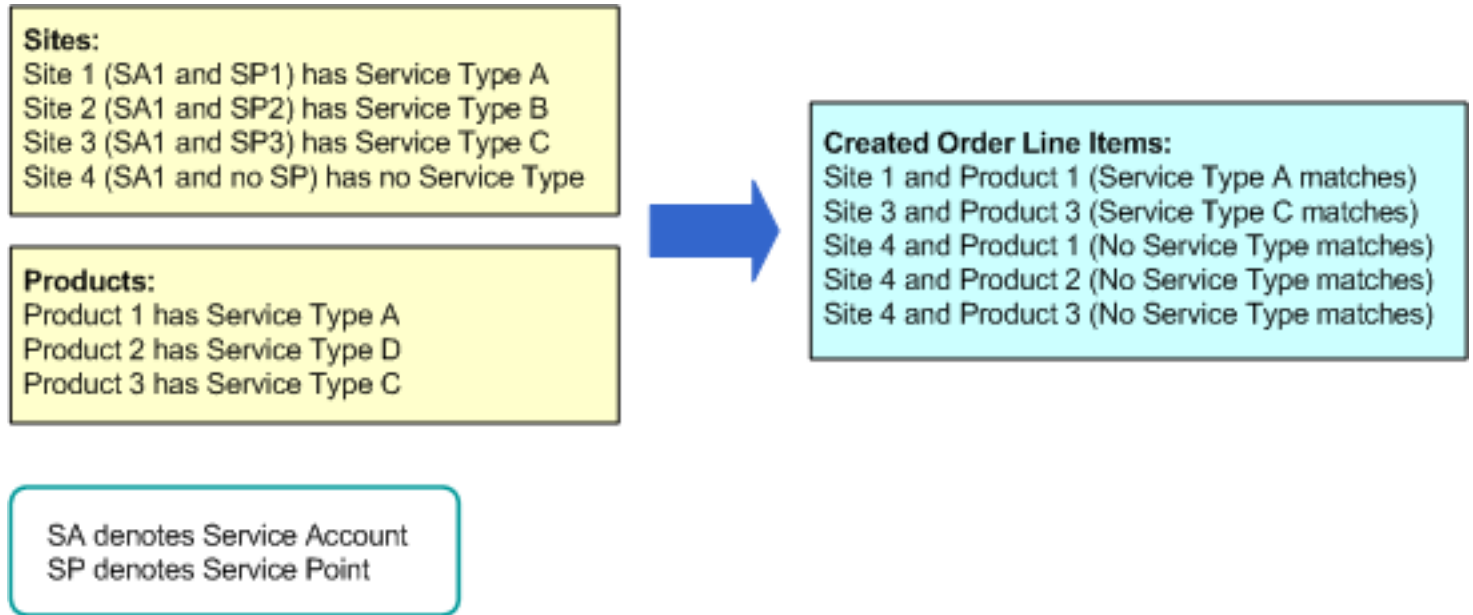 Sites:
Site 1 (SA1 and SP1) has Service Type A
Site 2 (SA1 and SP2) has Service Type B
Site 3 (SA1 and SP3) has Service Type C
Site 4 (SA1 and no SP) has no Service Type
Products:
Product 1 has Service Type A
Product 2 has Service Type D
Product 3 has Service Type C
Created Order Line Items:
Site 1 and Product 1 (Service Type A matches)
Site 3 and Product 3 (Service Type C matches)
Site 4 and Product 1 (No Service Type matches)
Site 4 and Product 2 (No Service Type matches)
Site 4 and Product 3 (No Service Type matches)
SA denotes Service Account
SP denotes Service Point